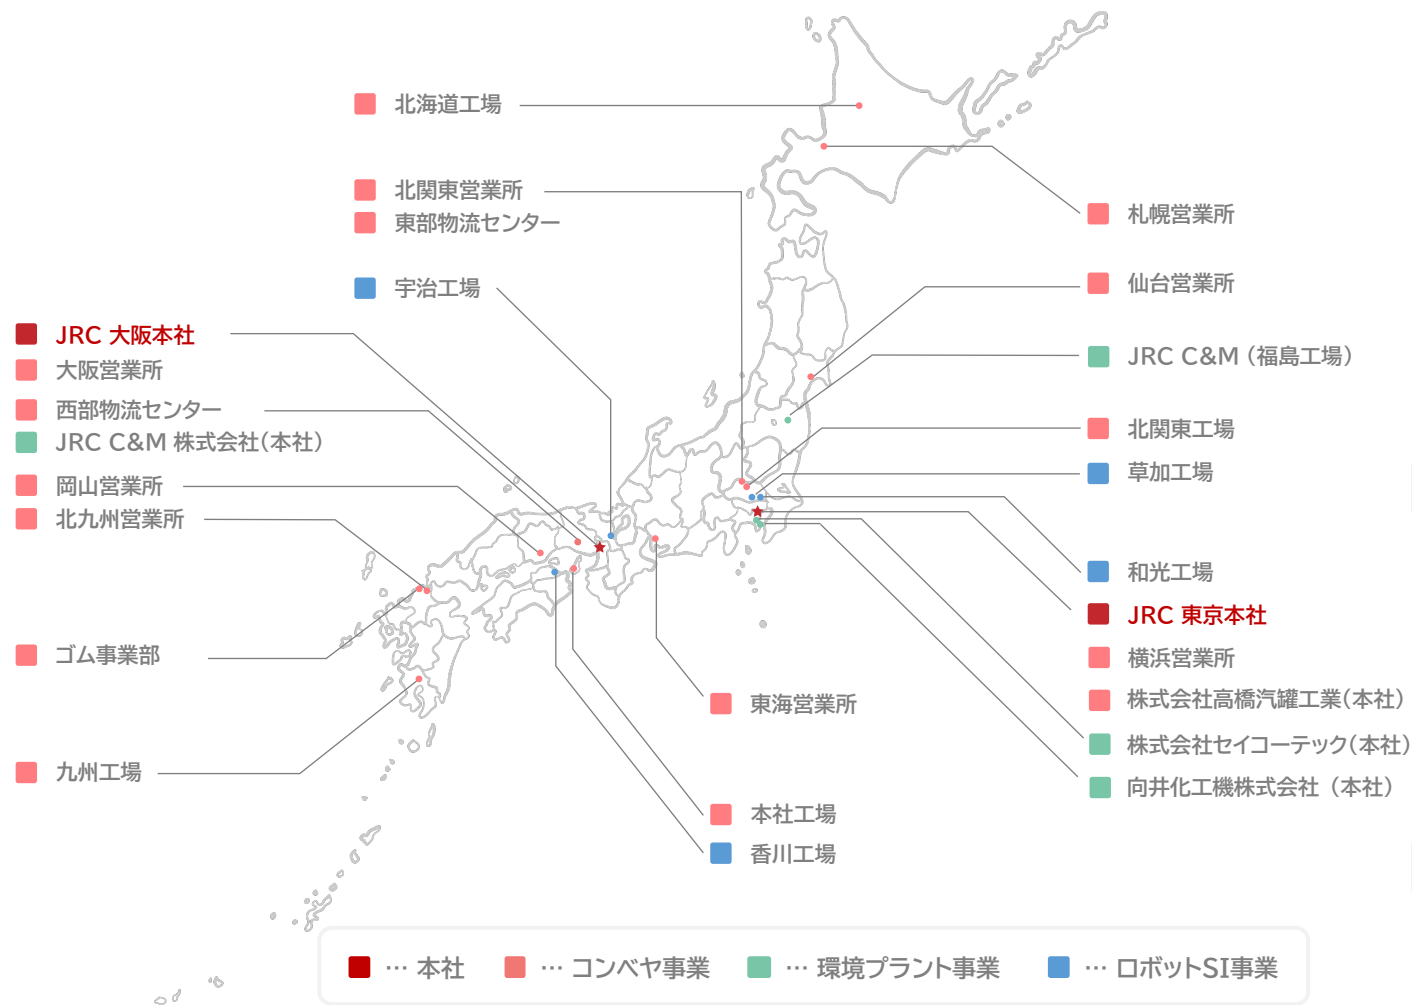 北海道工場
北関東営業所
東部物流センター
宇治工場
JRC 大阪本社
大阪営業所
西部物流センター
JRC C&M 株式会社(本社)
岡山営業所
北九州営業所
ゴム事業部
九州工場
札幌営業所
仙台営業所
JRC C&M (福島工場)
北関東工場
草加工場
和光工場
JRC 東京本社
横浜営業所
株式会社高橋汽罐工業(本社)
株式会社セイコーテック(本社)
向井化工機株式会社 (本社)
東海営業所
本社工場
香川工場
… 本社 … コンベヤ事業 … 環境プラント事業 … ロボットSI事業